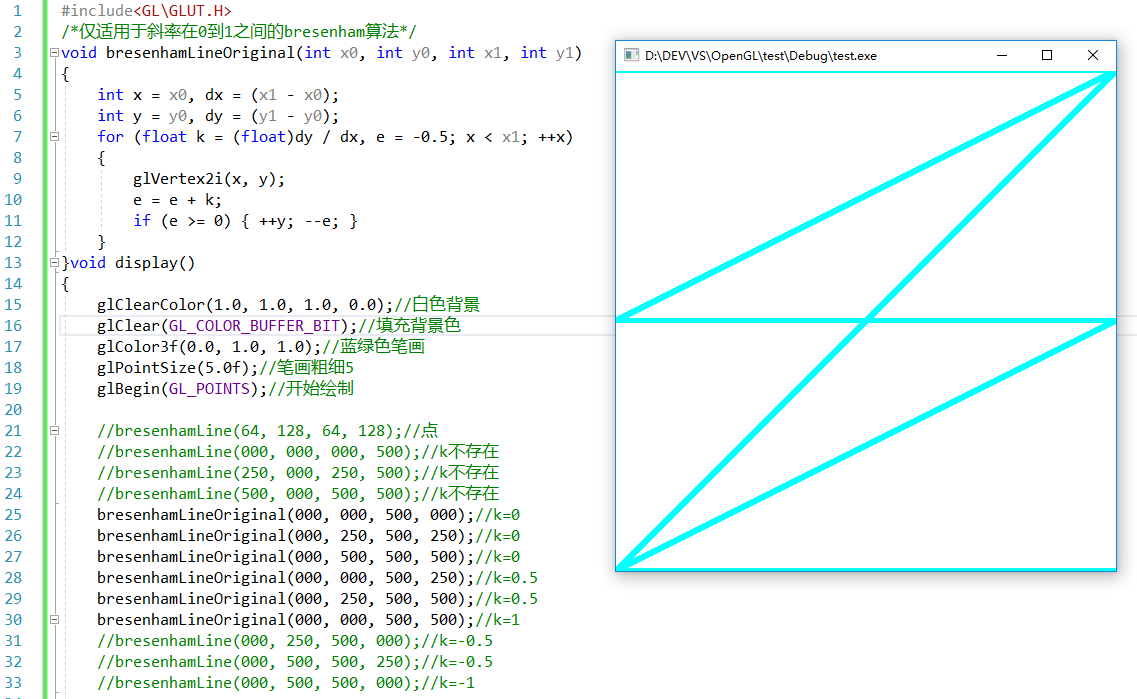 1 #include<GL\GLUT.H>
2 /*仅适用于斜率在0到1之间的bresenham算法*/
3 void bresenhamLineOriginal(int x0, int y0, int x1, int y1)
4 {
5 int x = x0, dx = (x1 - x0);
6 int y = y0, dy = (y1 - y0);
7 for (float k = (float)dy / dx, e = -0.5; x < x1; ++x)
8 {
9 glVertex2i(x, y);
10 e = e + k;
11 if (e >= 0) { ++y; --e; }
12 }
13 }void display()
14 {
15 glClearColor(1.0, 1.0, 1.0, 0.0);//白色背景
16 glClear(GL_COLOR_BUFFER_BIT);//填充背景色
17 glColor3f(0.0, 1.0, 1.0);//蓝绿色笔画
18 glPointSize(5.0f);//笔画粗细5
19 glBegin(GL_POINTS);//开始绘制
20
21 //bresenhamLine(64, 128, 64, 128);//点
22 //bresenhamLine(000, 000, 000, 500);//k不存在
23 //bresenhamLine(250, 000, 250, 500);//k不存在
24 //bresenhamLine(500, 000, 500, 500);//k不存在
25 bresenhamLineOriginal(000, 000, 500, 000);//k=0
26 bresenhamLineOriginal(000, 250, 500, 250);//k=0
27 bresenhamLineOriginal(000, 500, 500, 500);//k=0
28 bresenhamLineOriginal(000, 000, 500, 250);//k=0.5
29 bresenhamLineOriginal(000, 250, 500, 500);//k=0.5
30 bresenhamLineOriginal(000, 000, 500, 500);//k=1
31 //bresenhamLine(000, 250, 500, 000);//k=-0.5
32 //bresenhamLine(000, 500, 500, 250);//k=-0.5
33 //bresenhamLine(000, 500, 500, 000);//k=-1
D:\DEV\VS\OpenGL\test\Debug\test.exe